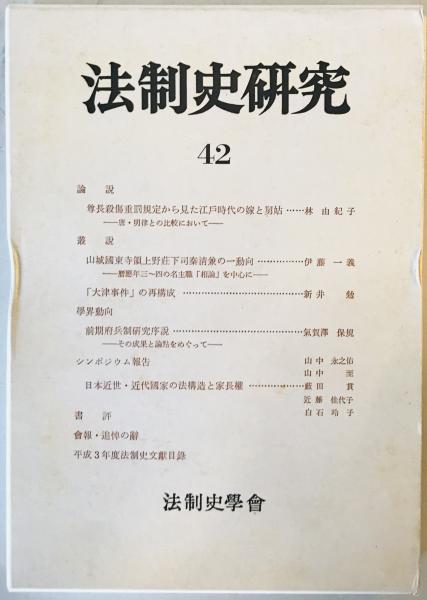 法制史研究
42
論説
尊長殺傷重罰規定から見た江戶時代の嫁と舅姑……林 由紀子
——唐・明律との比較において——
叢説
山城國東寺領上野莊下司秦清兼の一動向……………伊藤 一義
——曆應年三〜四の名主職「相論」を中心に——
「大津事件」の再構成……………………………新井 勉
學界動向
前期府兵制研究序説……………………………氣賀澤 保規
——その成果と論點をめぐって——
シンポジウム報告 山中 永之佑
山中 至
日本近世・近代國家の法構造と家長權………………藪田 貫
近藤 佳代子
白石 玲子
書評
會報・追悼の辭
平成3年度法制史文獻目錄
法制史學會